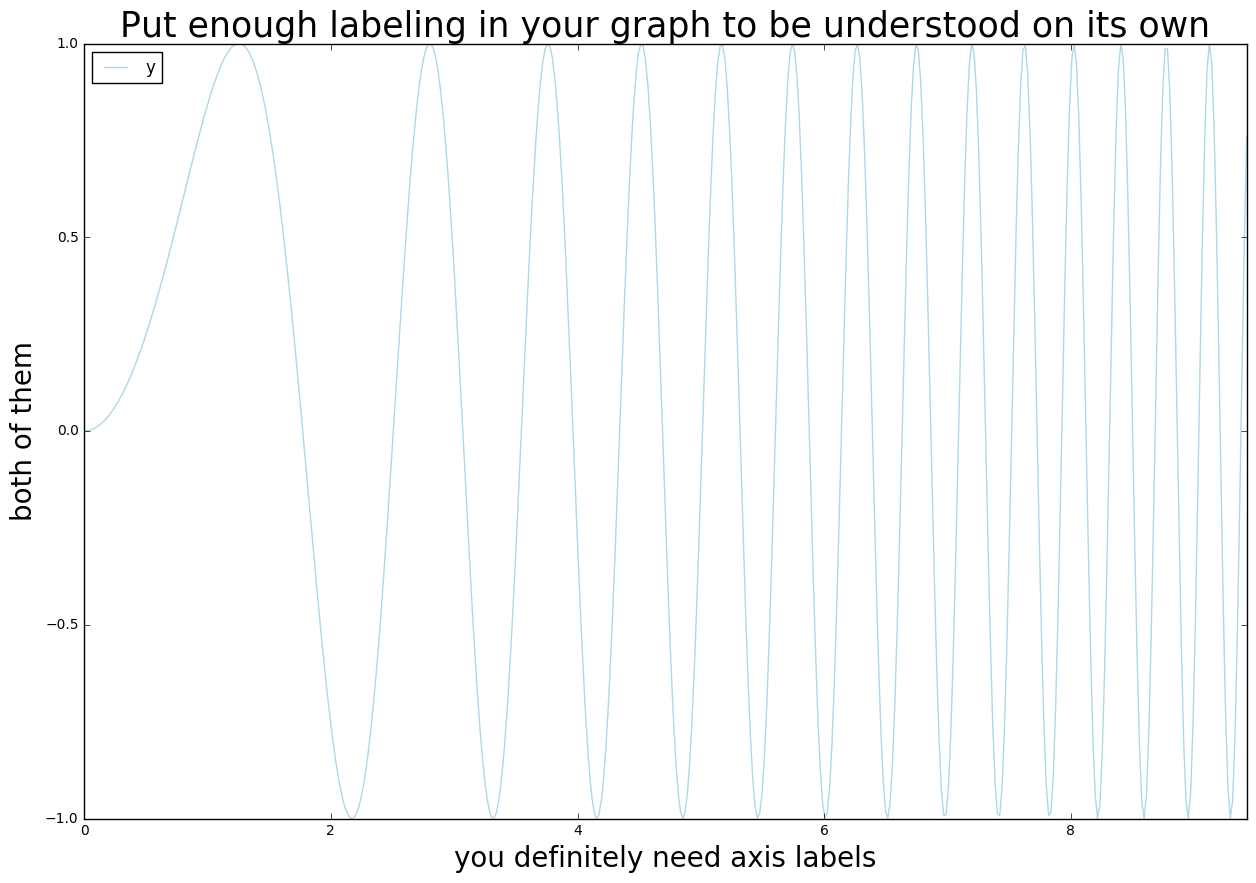 Put enough labeling in your graph to be understood on its own
1.0
y
0.5
0.0
both of them
−0.5
−1.0
0 2 4 6 8
you definitely need axis labels